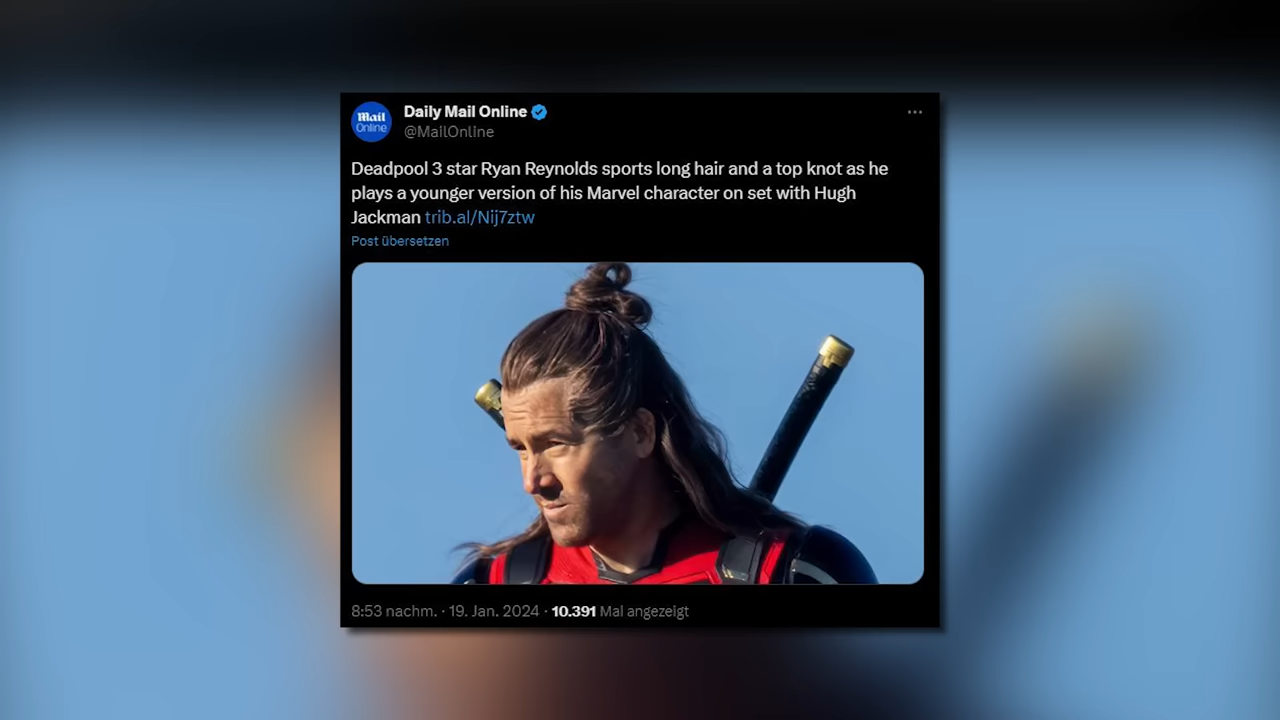 Mail
Online
Daily Mail Online
@MailOnline
Deadpool 3 star Ryan Reynolds sports long hair and a top knot as he
plays a younger version of his Marvel character on set with Hugh
Jackman trib.al/Nij7ztw
Post übersetzen
8:53 nachm. · 19. Jan. 2024 · 10.391 Mal angezeigt